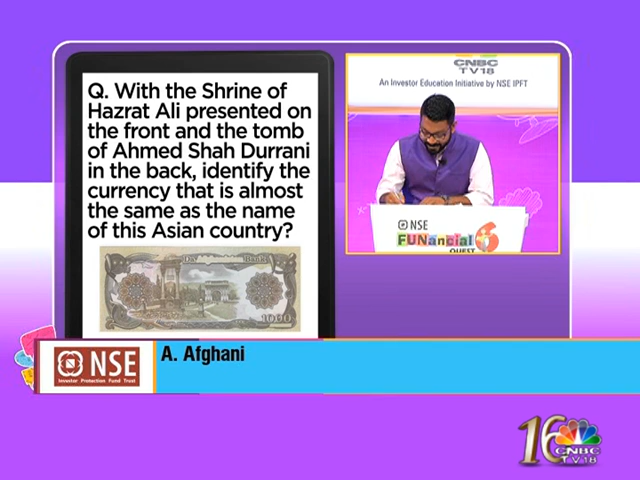 Q. With the Shrine of
Hazrat Ali presented on
the front and the tomb
of Ahmed Shah Durrani
in the back, identify the
currency that is almost
the same as the name
of this Asian country?
1000
CNBC
TV18
An Investor Education Initiative by NSE IPFT
NSE
FUNancial
QUEST
6
NSE
Investor Protection Fund Trust
A. Afghani
16
CNBC
TV18